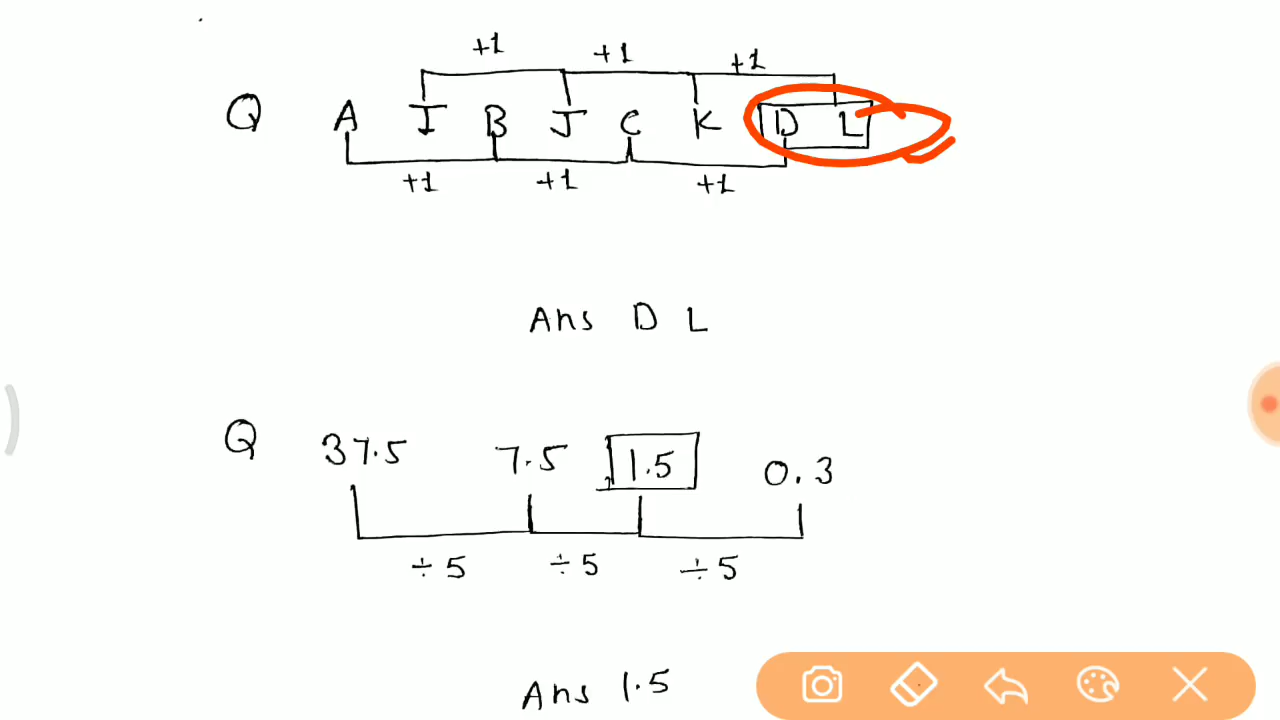 +1 +1 +1
Q A I B J C K D L
+1 +1 +1
Ans D L
Q 37.5 7.5 1.5 0.3
÷5 ÷5 ÷5
Ans 1.5